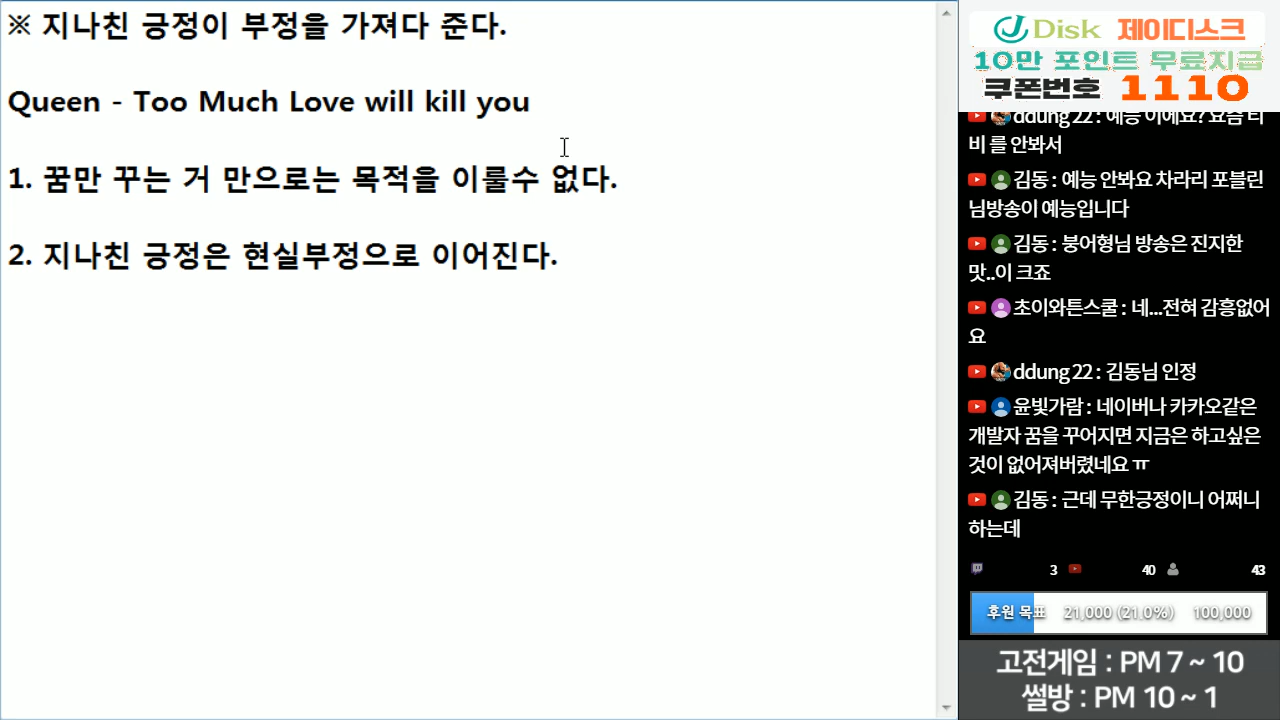 ※ 지나친 긍정이 부정을 가져다 준다.
Queen - Too Much Love will kill you
1. 꿈만 꾸는 거 만으로는 목적을 이룰수 없다.
2. 지나친 긍정은 현실부정으로 이어진다.
J Disk 제이디스크
10만 포인트 무료지급
쿠폰번호 1110
ddung22 : 예능 이에요? 요즘 티
비 를 안봐서
김동 : 예능 안봐요 차라리 포블린
님방송이 예능입니다
김동 : 붕어형님 방송은 진지한
맛..이 크죠
초이와튼스쿨 : 네...전혀 감흥없어
요
ddung22 : 김동님 인정
윤빛가람 : 네이버나 카카오같은
개발자 꿈을 꾸어지면 지금은 하고싶은
것이 없어져버렸네요 ㅠ
김동 : 근데 무한긍정이니 어쩌니
하는데
3 40 43
후원 목표 21,000 (21.0%) 100,000
고전게임 : PM 7 ~ 10
썰방 : PM 10 ~ 1